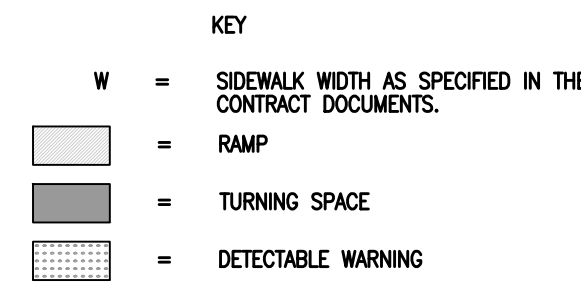 KEY
W = SIDEWALK WIDTH AS SPECIFIED IN THE
CONTRACT DOCUMENTS.
= RAMP
= TURNING SPACE
= DETECTABLE WARNING